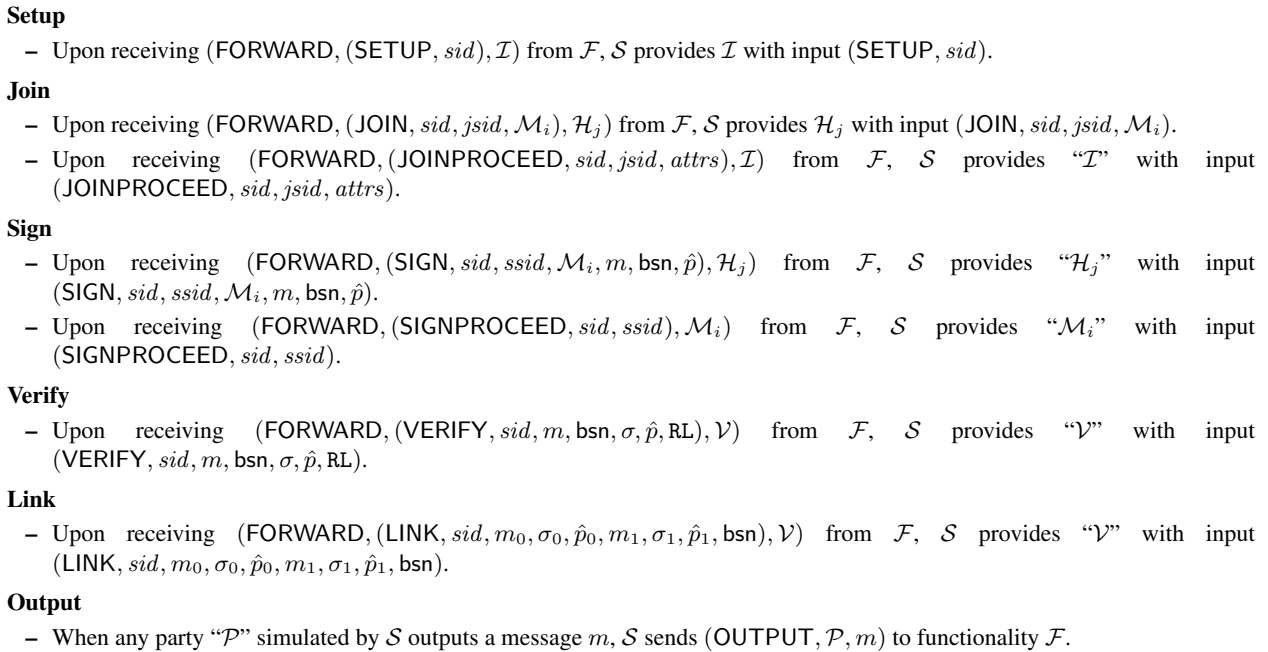 Setup
– Upon receiving (FORWARD, (SETUP, sid), ℐ) from ℱ, 𝒮 provides ℐ with input (SETUP, sid).
Join
– Upon receiving (FORWARD, (JOIN, sid, jsid, ℳᵢ), ℋⱼ) from ℱ, 𝒮 provides ℋⱼ with input (JOIN, sid, jsid, ℳᵢ).
– Upon receiving (FORWARD, (JOINPROCEED, sid, jsid, attrs), ℐ) from ℱ, 𝒮 provides “ℐ” with input
(JOINPROCEED, sid, jsid, attrs).
Sign
– Upon receiving (FORWARD, (SIGN, sid, ssid, ℳᵢ, m, bsn, p̂), ℋⱼ) from ℱ, 𝒮 provides “ℋⱼ” with input
(SIGN, sid, ssid, ℳᵢ, m, bsn, p̂).
– Upon receiving (FORWARD, (SIGNPROCEED, sid, ssid), ℳᵢ) from ℱ, 𝒮 provides “ℳᵢ” with input
(SIGNPROCEED, sid, ssid).
Verify
– Upon receiving (FORWARD, (VERIFY, sid, m, bsn, σ, p̂, RL), 𝒱) from ℱ, 𝒮 provides “𝒱” with input
(VERIFY, sid, m, bsn, σ, p̂, RL).
Link
– Upon receiving (FORWARD, (LINK, sid, m₀, σ₀, p̂₀, m₁, σ₁, p̂₁, bsn), 𝒱) from ℱ, 𝒮 provides “𝒱” with input
(LINK, sid, m₀, σ₀, p̂₀, m₁, σ₁, p̂₁, bsn).
Output
– When any party “𝒫” simulated by 𝒮 outputs a message m, 𝒮 sends (OUTPUT, 𝒫, m) to functionality ℱ.